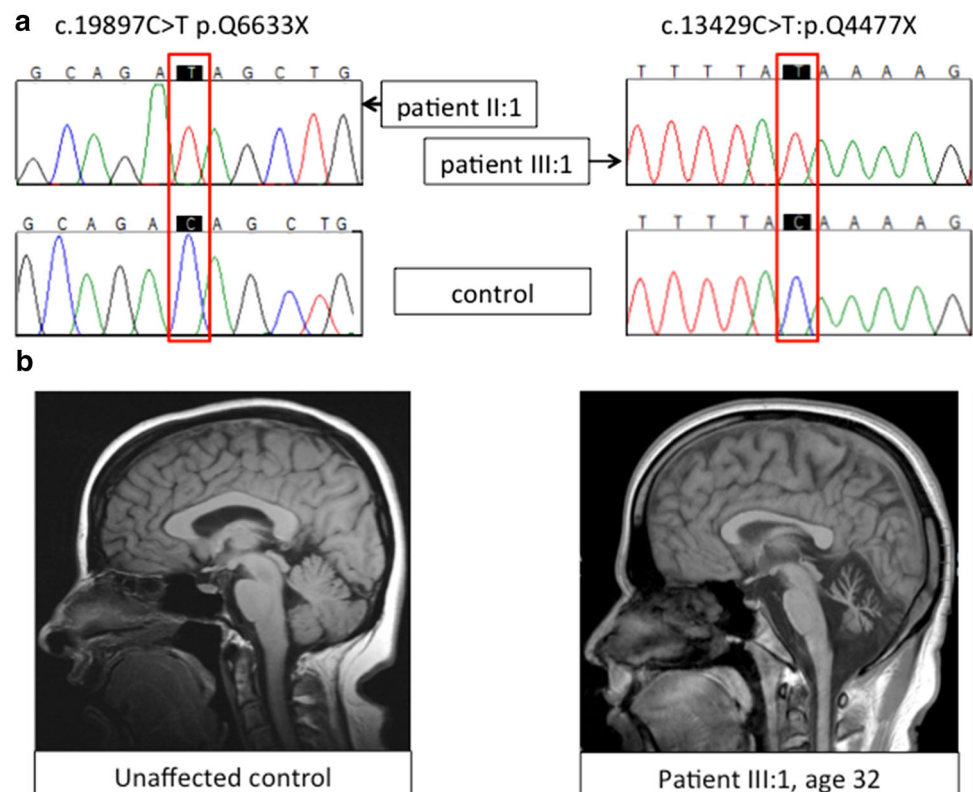 a
c.19897C>T p.Q6633X
c.13429C>T:p.Q4477X
G C A G A T A G C T G
T T T T A T A A A A G
patient II:1
patient III:1
G C A G A C A G C T G
T T T T A C A A A A G
control
b
Unaffected control
Patient III:1, age 32